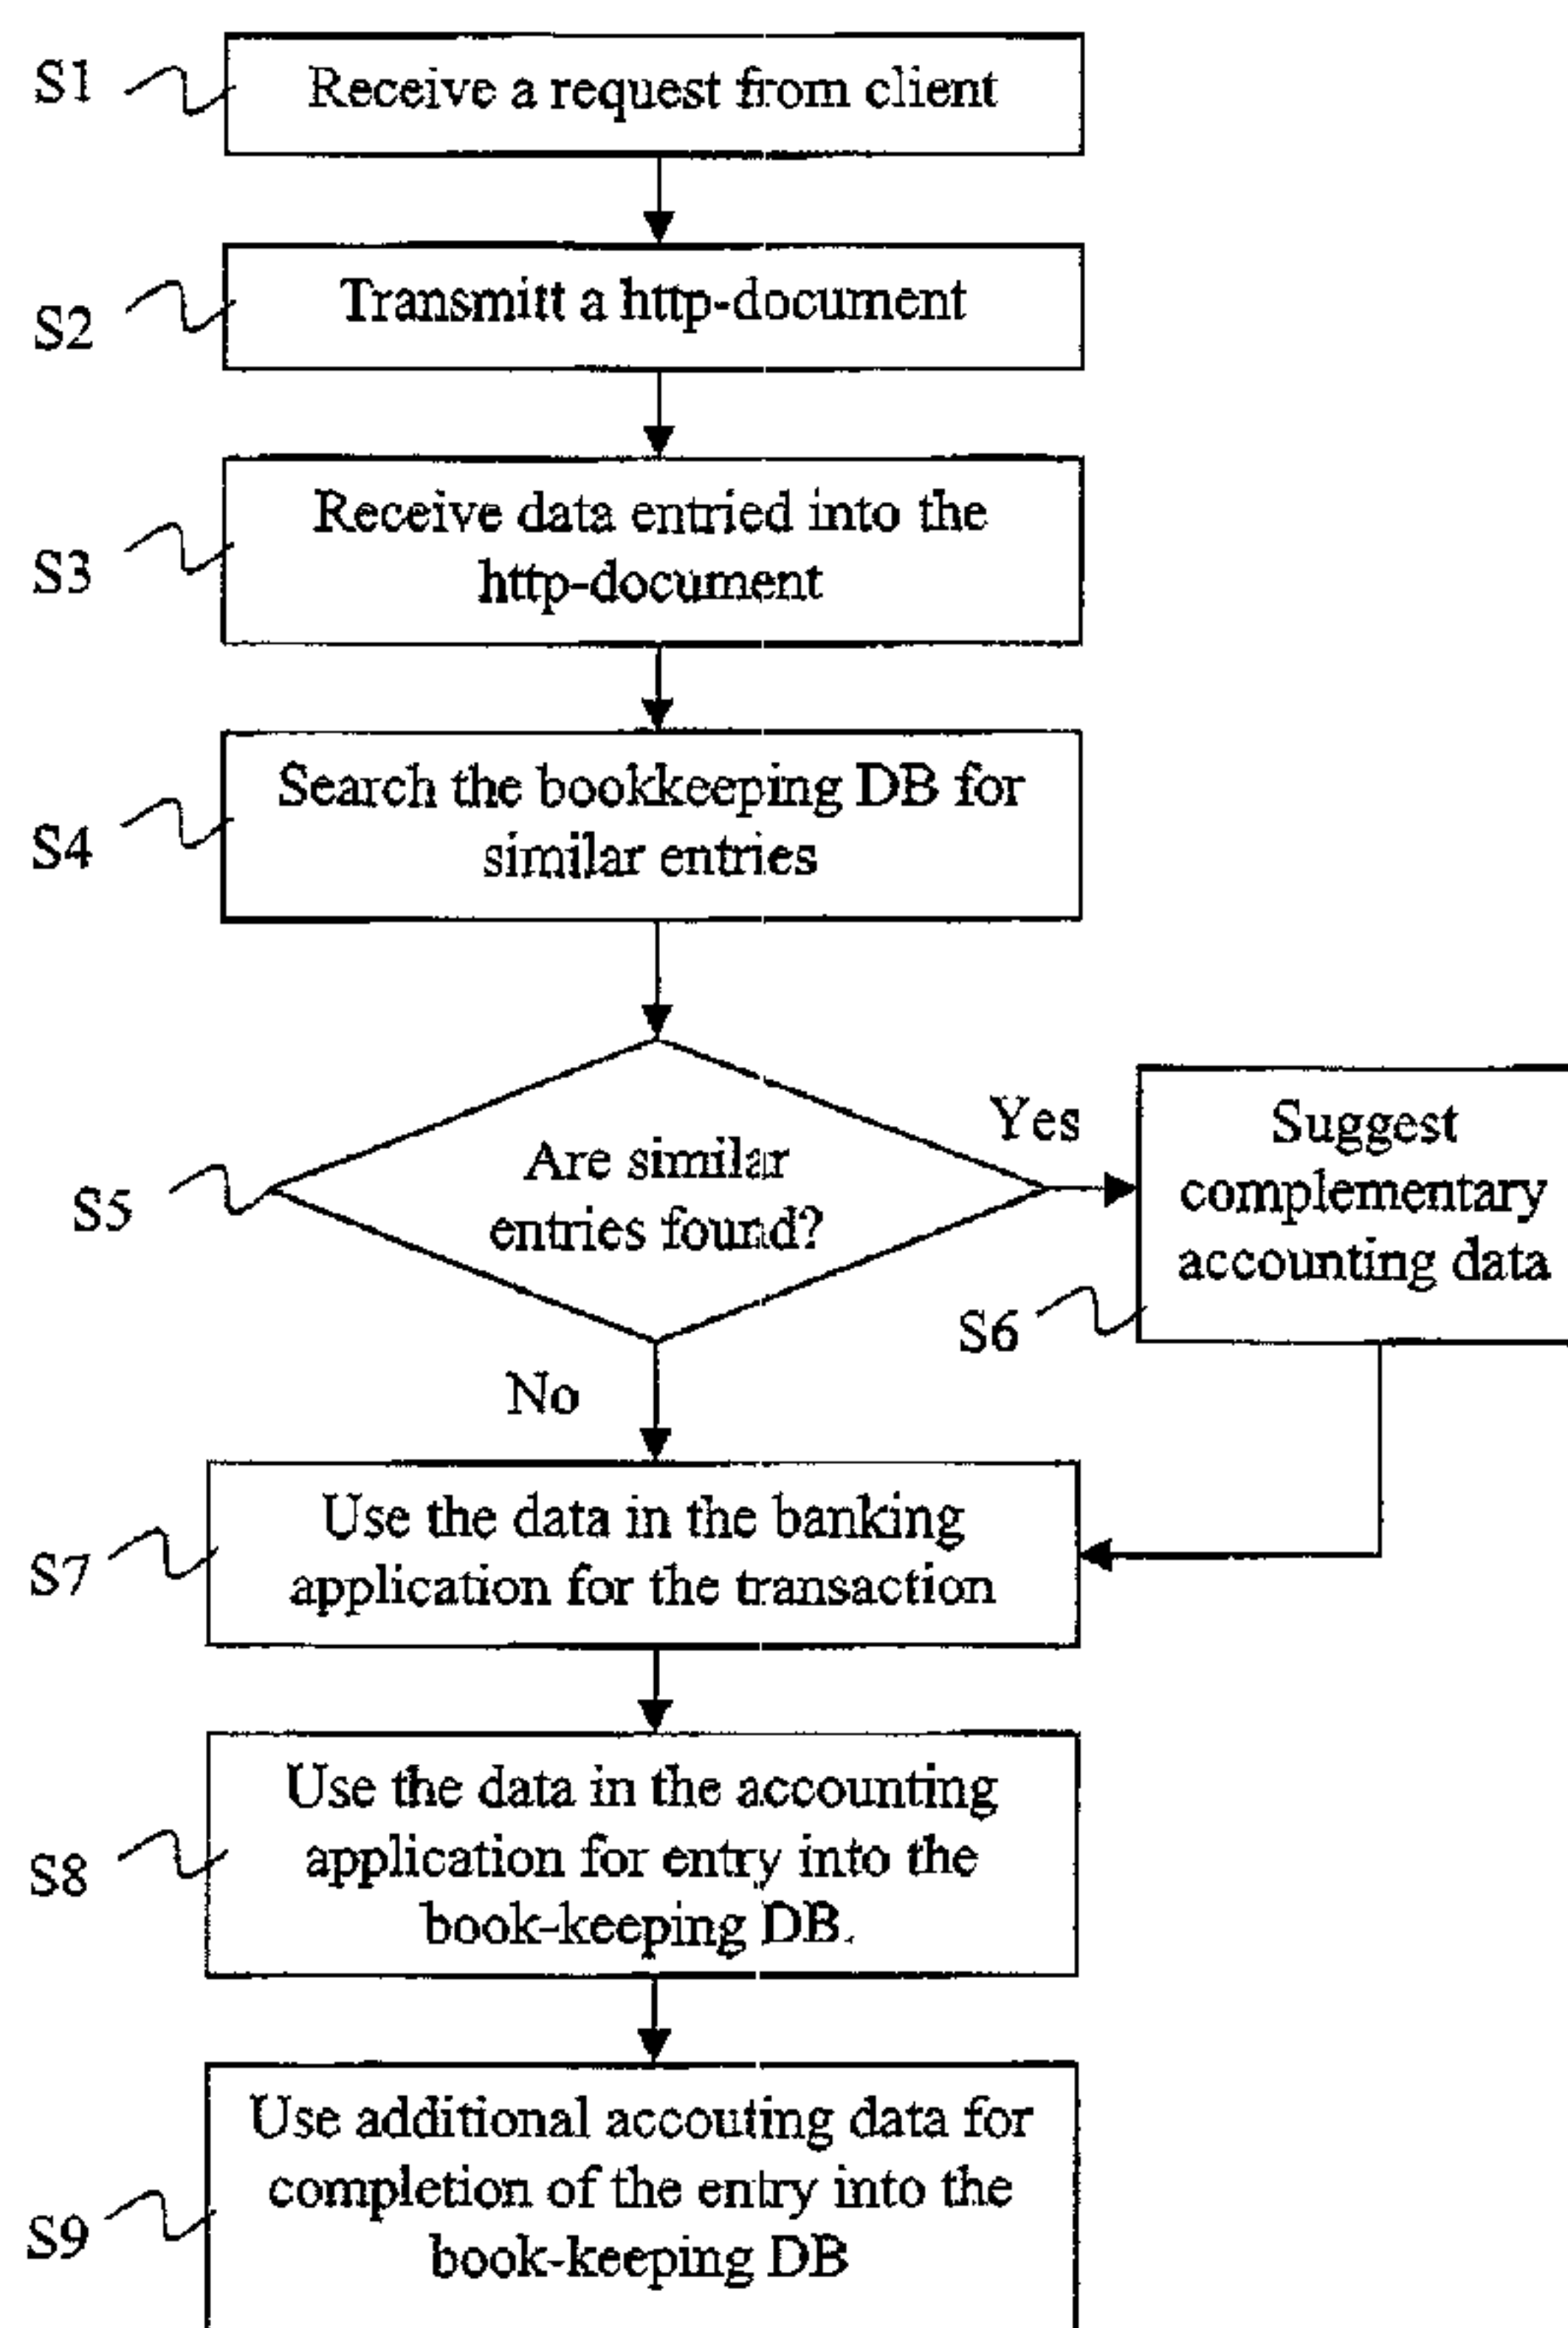 S1
Receive a request from client
S2
Transmitt a http-document
S3
Receive data entried into the
http-document
S4
Search the bookkeeping DB for
similar entries
S5
Are similar
entries found?
Yes
No
S6
Suggest
complementary
accounting data
S7
Use the data in the banking
application for the transaction
S8
Use the data in the accounting
application for entry into the
book-keeping DB.
S9
Use additional accouting data for
completion of the entry into the
book-keeping DB